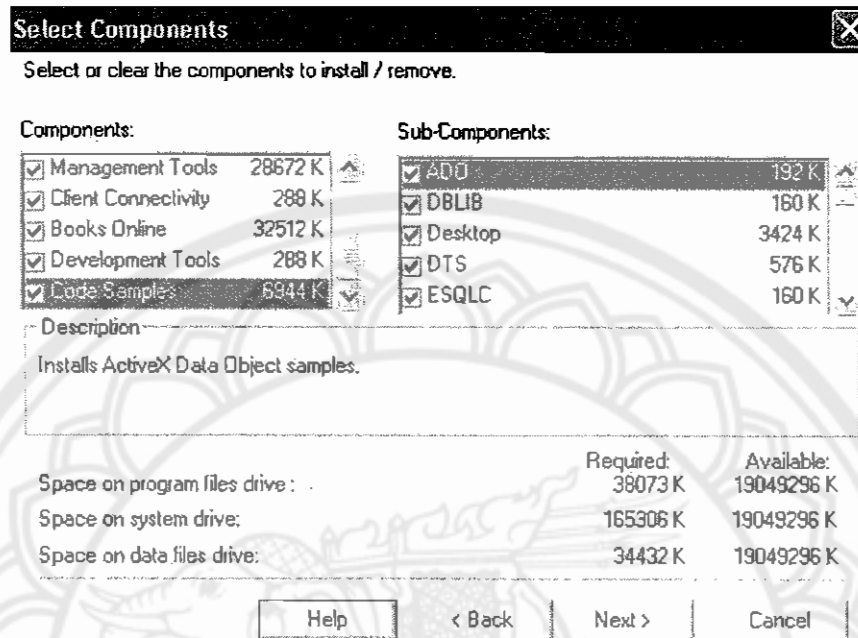 Select Components
Select or clear the components to install / remove.
Components:
Management Tools 28672 K
Client Connectivity 288 K
Books Online 32512 K
Development Tools 288 K
Code Samples 6944 K
Sub-Components:
ADO 192 K
DBLIB 160 K
Desktop 3424 K
DTS 576 K
ESQLC 160 K
Description
Installs ActiveX Data Object samples.
Required: Available:
Space on program files drive: 38073 K 19049296 K
Space on system drive: 165306 K 19049296 K
Space on data files drive: 34432 K 19049296 K
Help < Back Next > Cancel